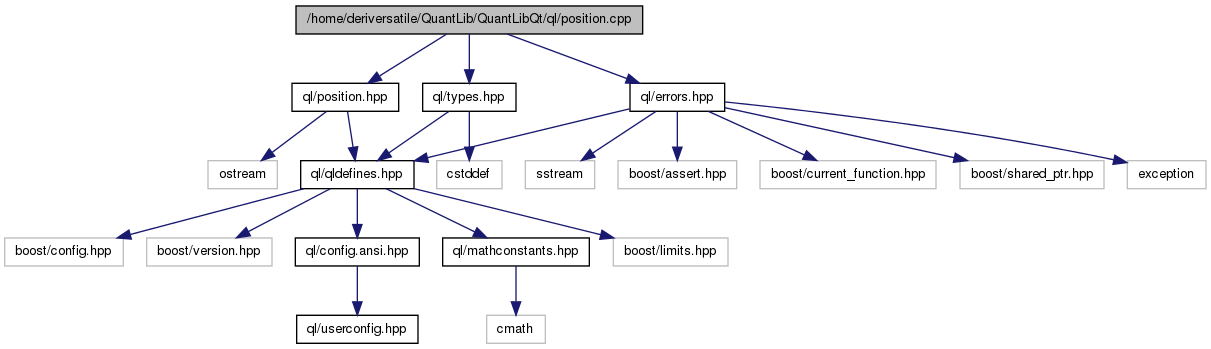 /home/deriversatile/QuantLib/QuantLibQt/ql/position.cpp
ql/position.hpp
ql/types.hpp
ql/errors.hpp
ostream
ql/qldefines.hpp
cstddef
sstream
boost/assert.hpp
boost/current_function.hpp
boost/shared_ptr.hpp
exception
boost/config.hpp
boost/version.hpp
ql/config.ansi.hpp
ql/mathconstants.hpp
boost/limits.hpp
ql/userconfig.hpp
cmath